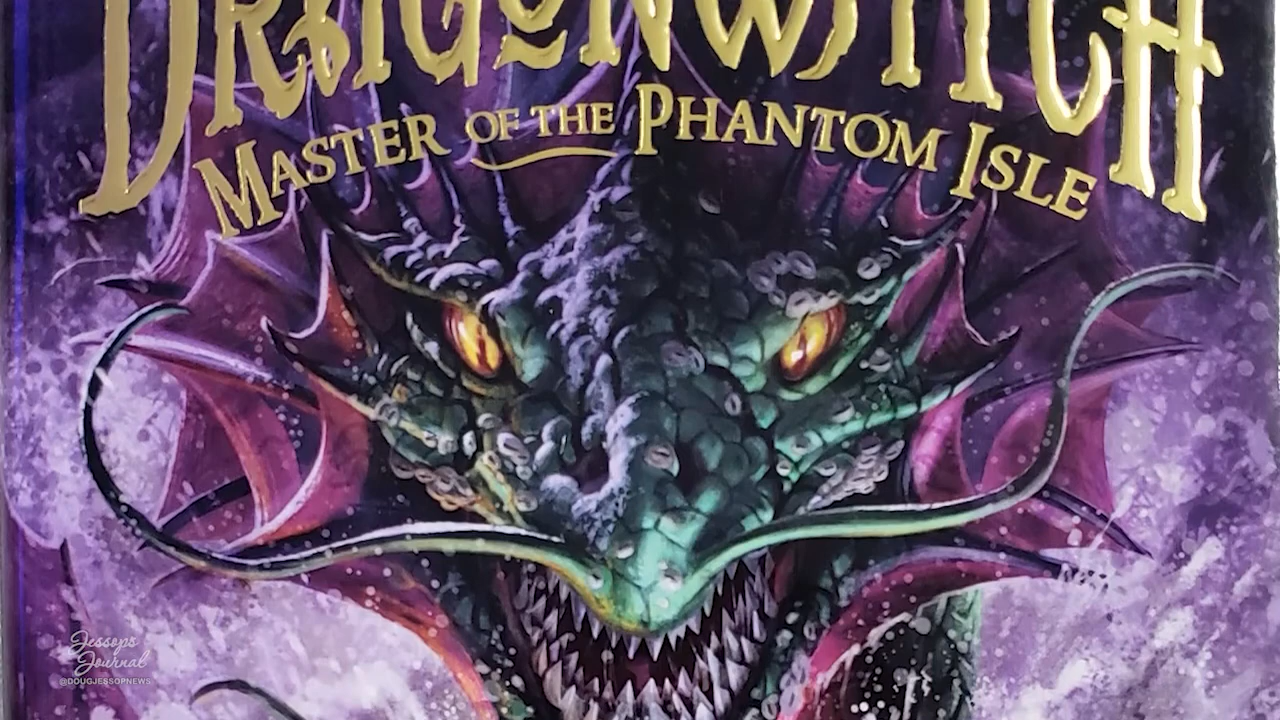 DRAGONWATCH
MASTER OF THE PHANTOM ISLE
Jessops
Journal
@DOUGJESSOPNEWS